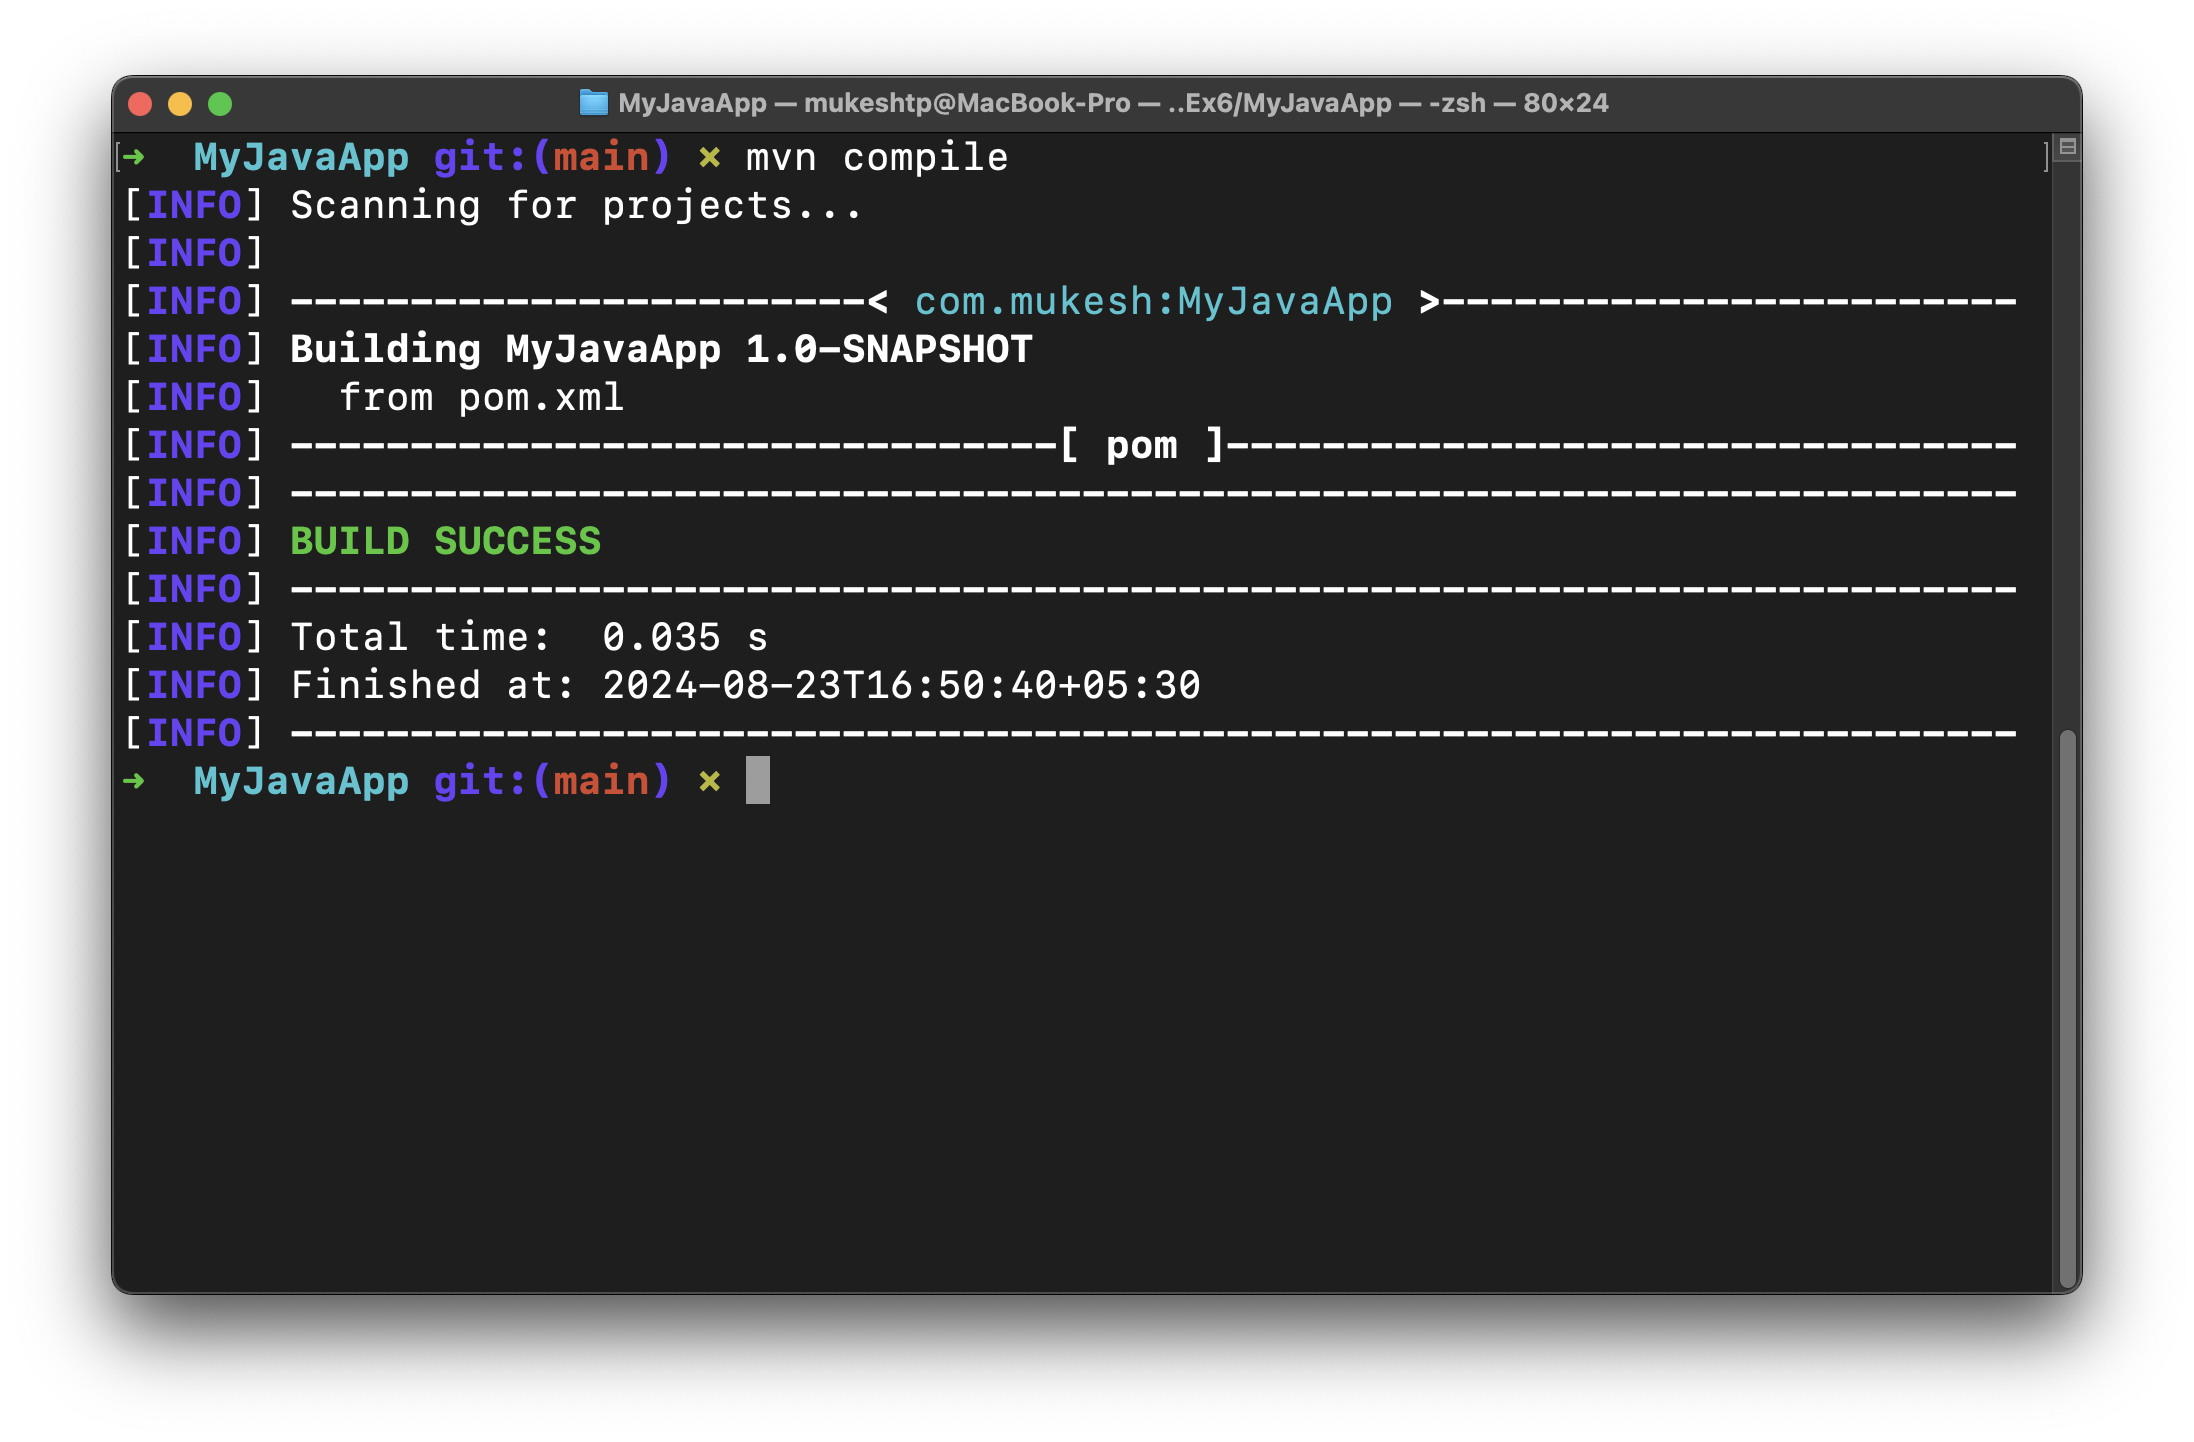 MyJavaApp — mukeshtp@MacBook-Pro — ..Ex6/MyJavaApp — -zsh — 80×24
[➜  MyJavaApp git:(main) ✗ mvn compile ]
[INFO] Scanning for projects...
[INFO]
[INFO] ------------------------< com.mukesh:MyJavaApp >------------------------
[INFO] Building MyJavaApp 1.0-SNAPSHOT
[INFO]   from pom.xml
[INFO] --------------------------------[ pom ]---------------------------------
[INFO] ------------------------------------------------------------------------
[INFO] BUILD SUCCESS
[INFO] ------------------------------------------------------------------------
[INFO] Total time:  0.035 s
[INFO] Finished at: 2024-08-23T16:50:40+05:30
[INFO] ------------------------------------------------------------------------
➜  MyJavaApp git:(main) ✗